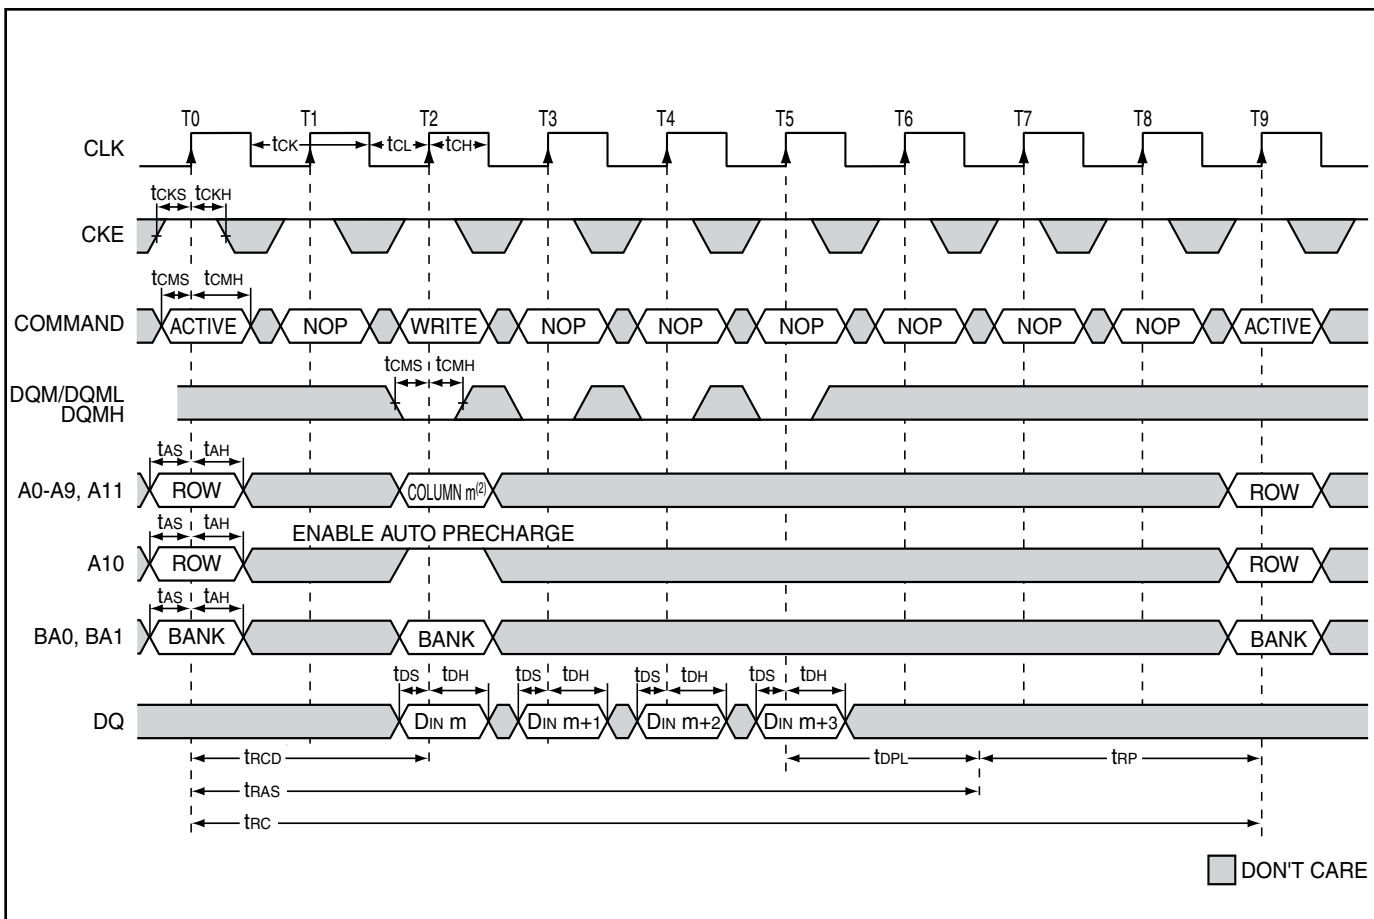 T0 T1 T2 T3 T4 T5 T6 T7 T8 T9
CLK tCK tCL tCH
tCKS tCKH
CKE
tCMS tCMH
COMMAND ACTIVE NOP WRITE NOP NOP NOP NOP NOP NOP ACTIVE
tCMS tCMH
DQM/DQML
DQMH
tAS tAH
A0-A9, A11 ROW COLUMN m(2) ROW
tAS tAH ENABLE AUTO PRECHARGE
A10 ROW ROW
tAS tAH
BA0, BA1 BANK BANK BANK
tDS tDH tDS tDH tDS tDH tDS tDH
DQ DIN m DIN m+1 DIN m+2 DIN m+3
tRCD tDPL tRP
tRAS
tRC
DON'T CARE